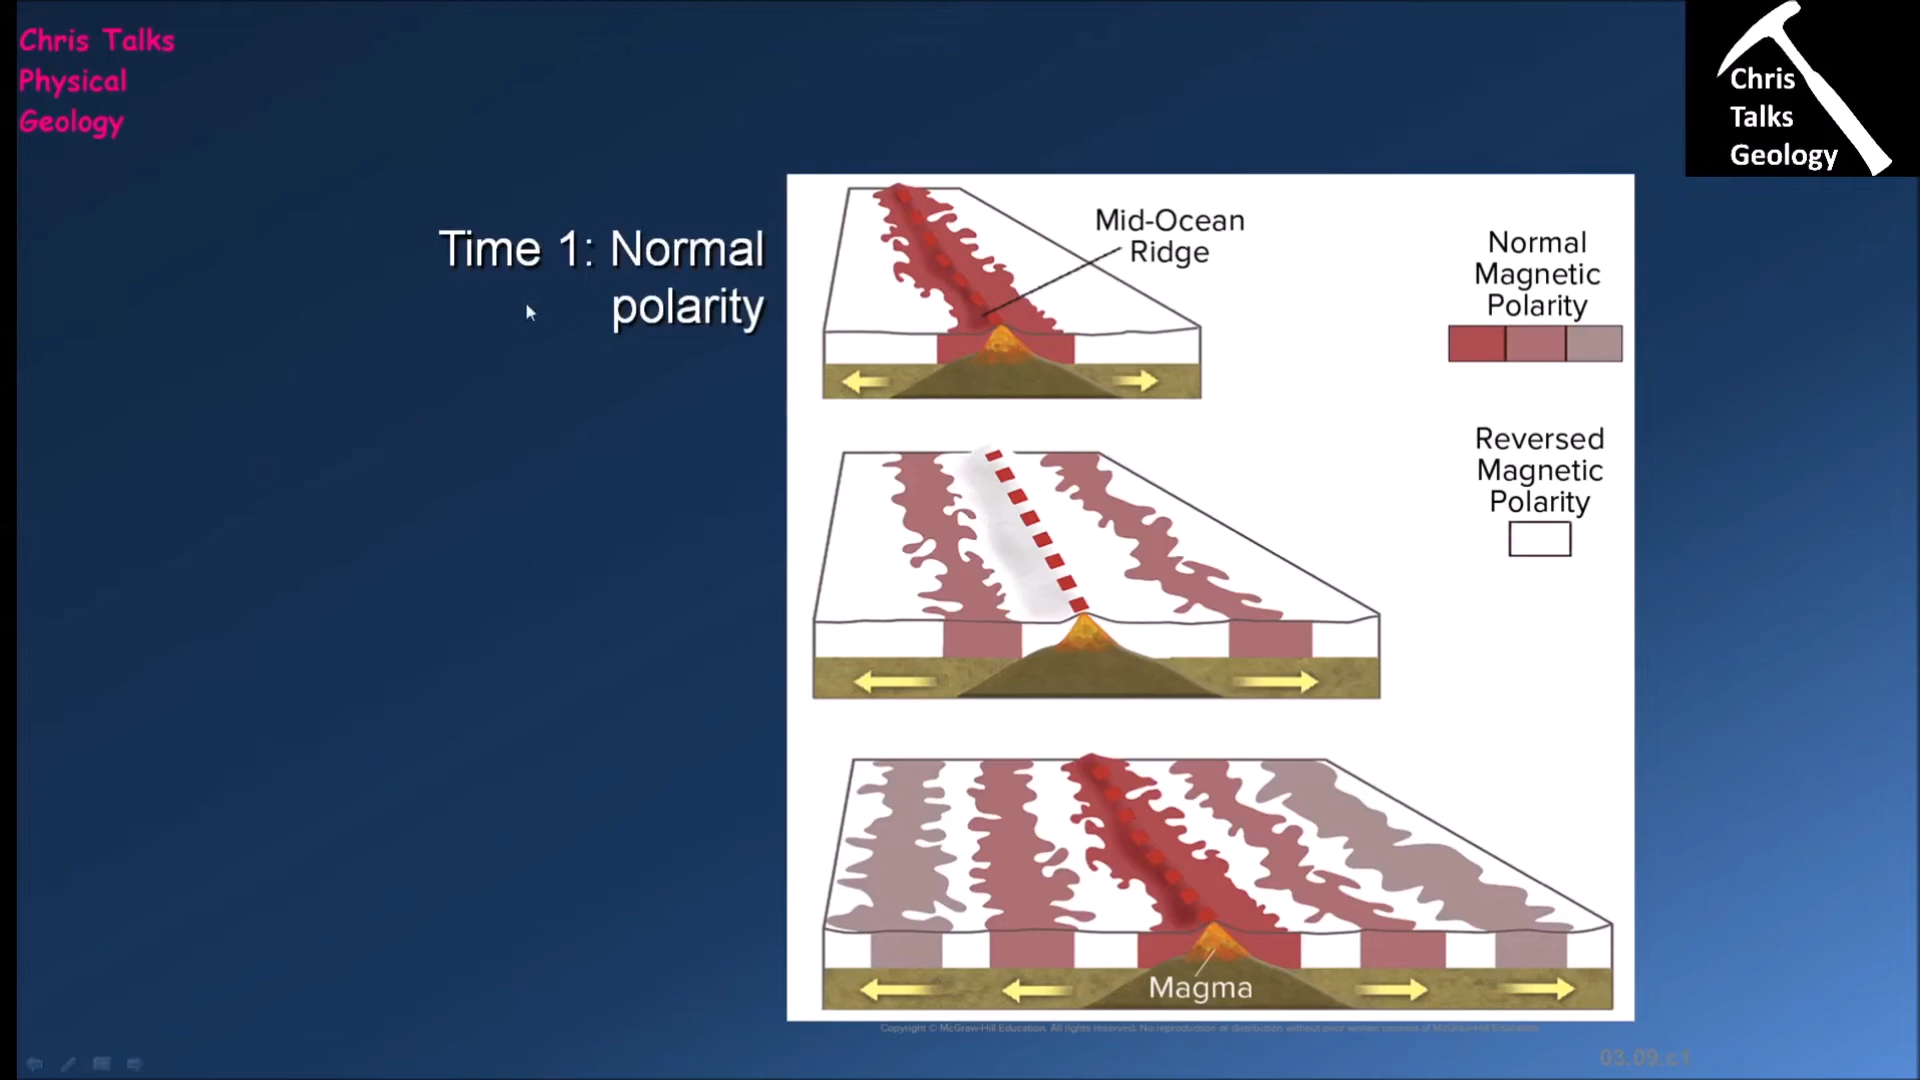 Chris Talks
Physical
Geology
Chris
Talks
Geology
Time 1: Normal
polarity
Mid-Ocean
Ridge
Normal
Magnetic
Polarity
Reversed
Magnetic
Polarity
Magma
Copyright © McGraw-Hill Education. All rights reserved. No reproduction or distribution without prior written consent of McGraw-Hill Education.